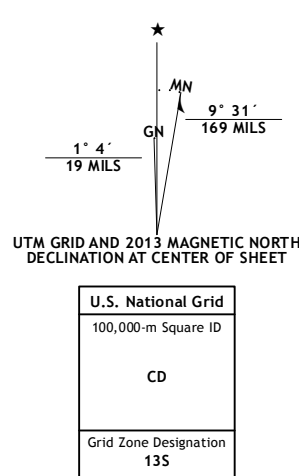 ★
MN
GN
9° 31´
169 MILS
1° 4´
19 MILS
UTM GRID AND 2013 MAGNETIC NORTH
DECLINATION AT CENTER OF SHEET
U.S. National Grid
100,000-m Square ID
CD
Grid Zone Designation
13S